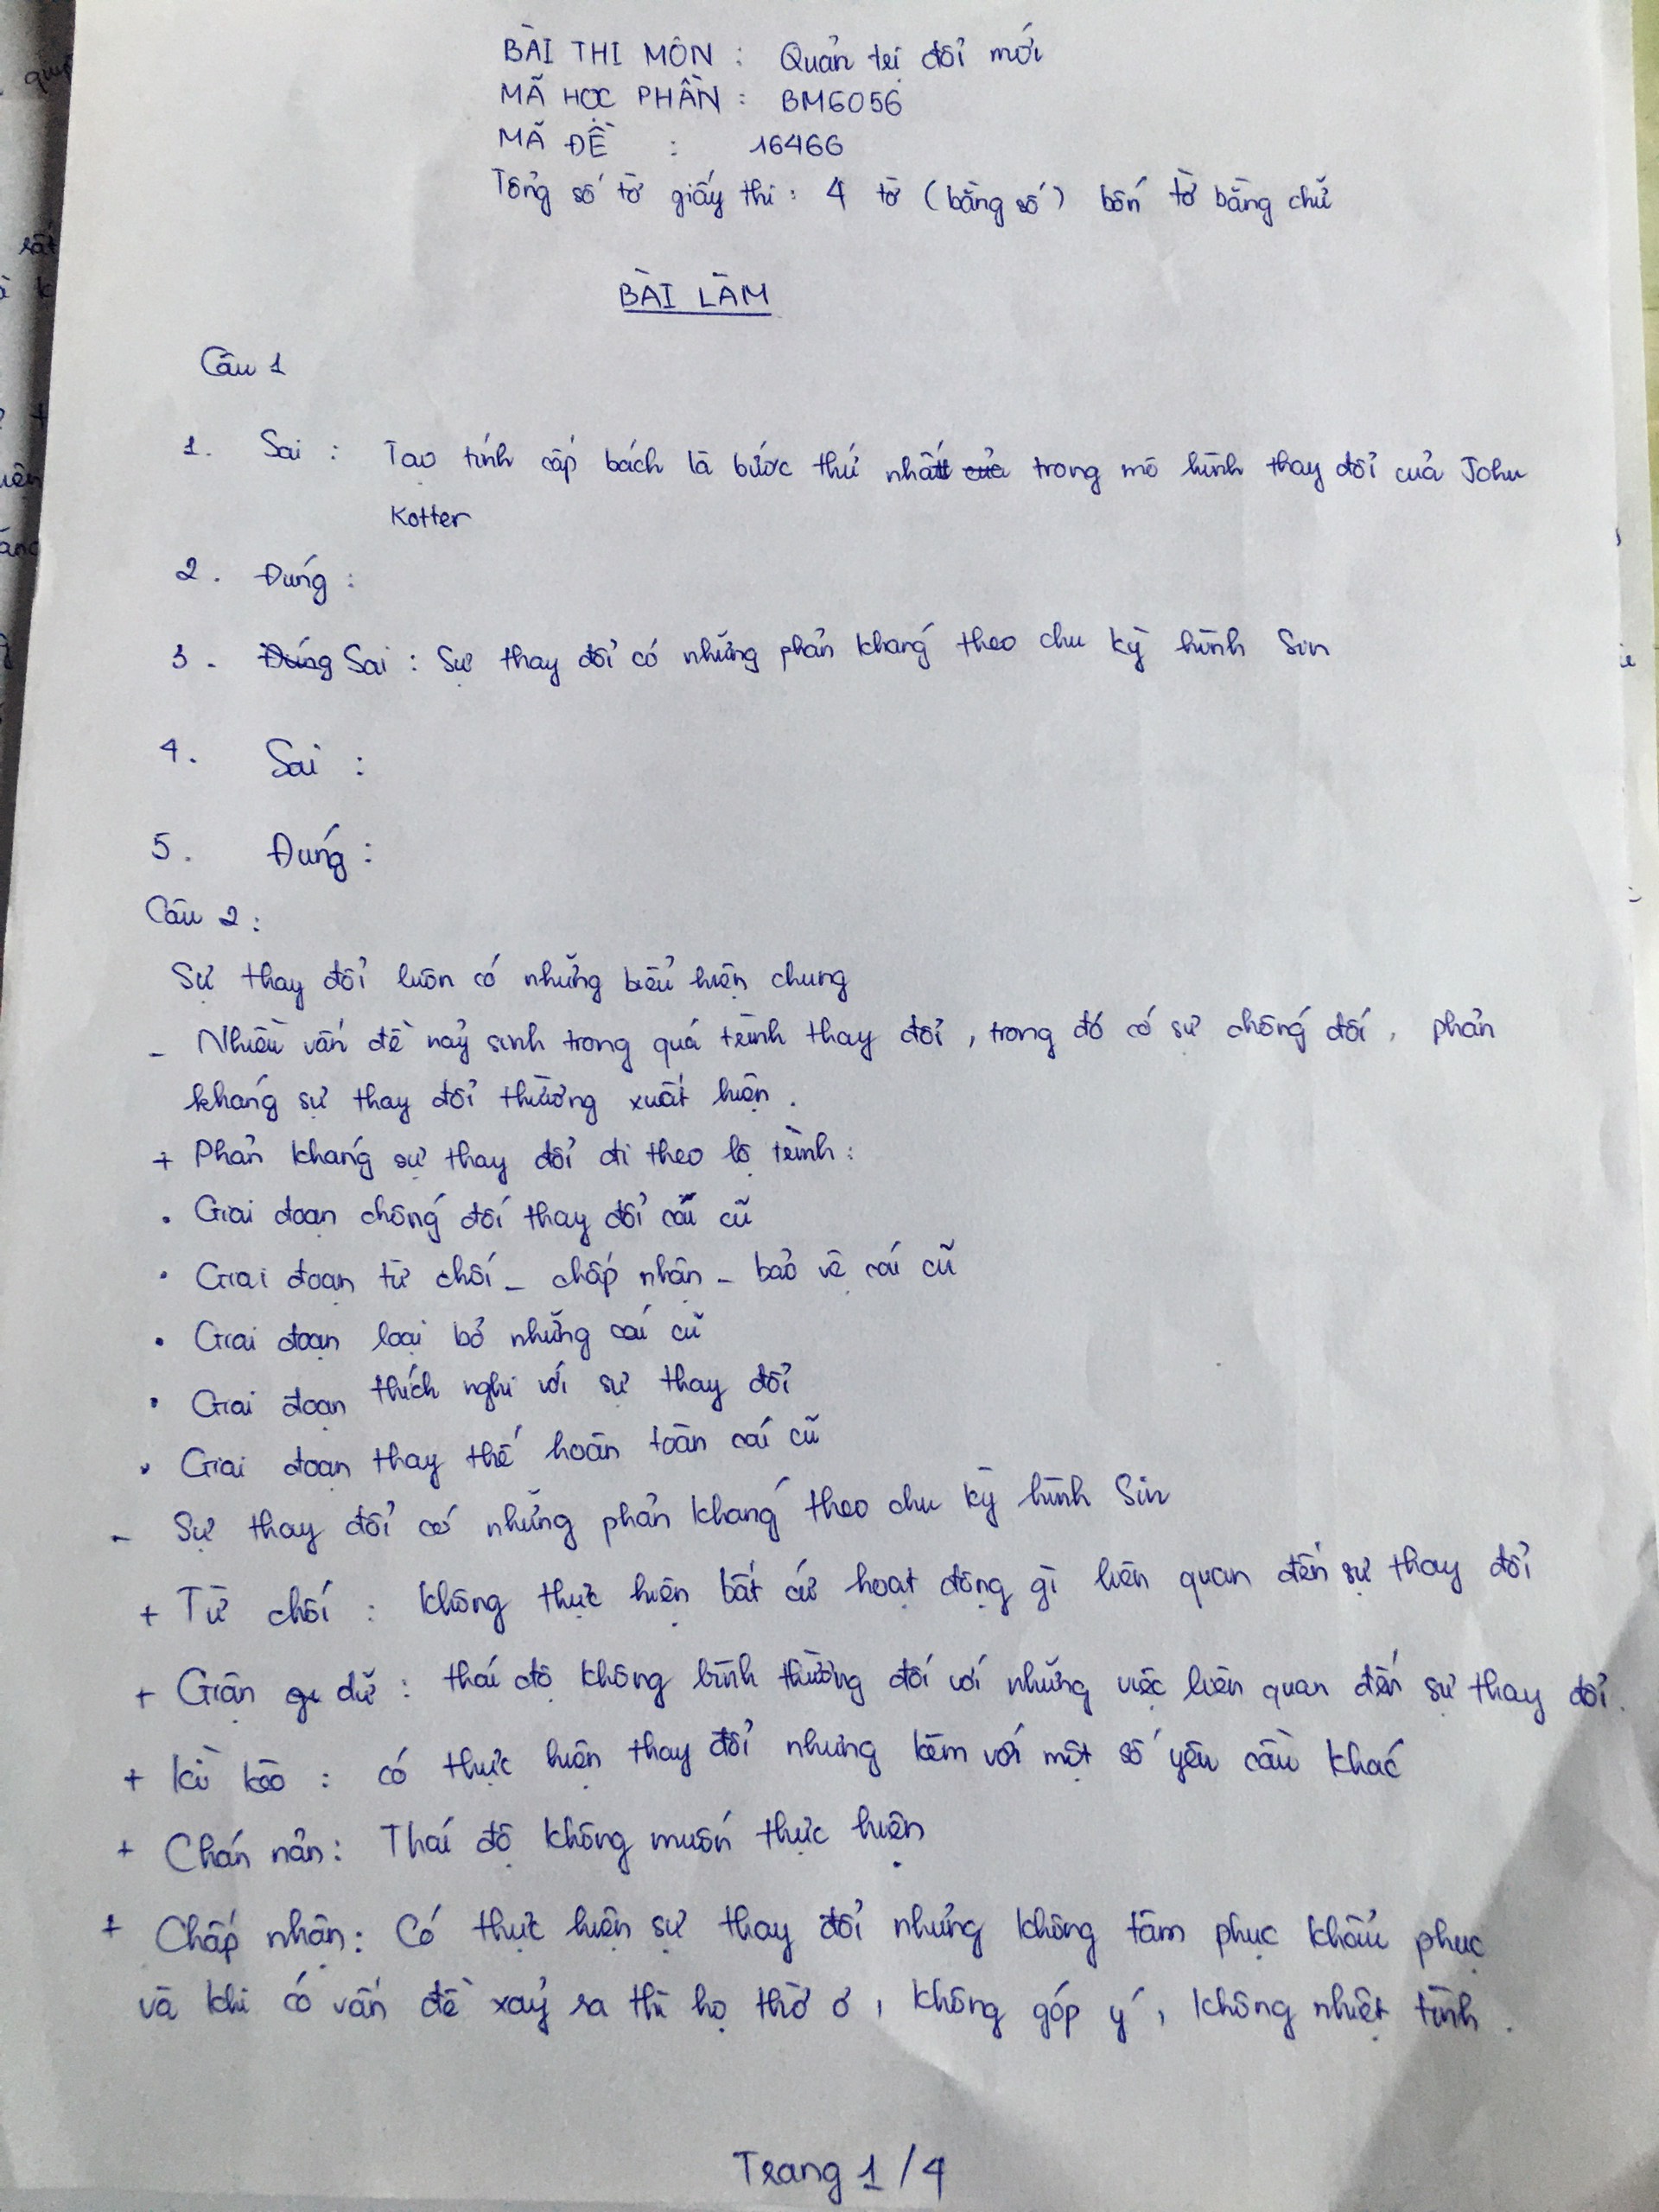 BÀI THI MÔN : Quản trị đổi mới
MÃ HỌC PHẦN : BM6056
MÃ ĐỀ : 16466
Tổng số tờ giấy thi : 4 tờ (bằng số) bốn tờ bằng chữ
BÀI LÀM
Câu 1
1. Sai : Tạo tính cấp bách là bước thứ nhất của trong mô hình thay đổi của John
Kotter
2. Đúng :
3. Đúng Sai : Sự thay đổi có những phản kháng theo chu kỳ hình Sin
4. Sai :
5. Đúng :
Câu 2 :
Sự thay đổi luôn có những biểu hiện chung
- Nhiều vấn đề nảy sinh trong quá trình thay đổi , trong đó có sự chống đối , phản
kháng sự thay đổi thường xuất hiện .
+ Phản kháng sự thay đổi đi theo lộ trình :
. Giai đoạn chống đối thay đổi cái cũ
. Giai đoạn từ chối - chấp nhận - bảo vệ cái cũ
. Giai đoạn loại bỏ những cái cũ
. Giai đoạn thích nghi với sự thay đổi
. Giai đoạn thay thế hoàn toàn cái cũ
- Sự thay đổi có những phản kháng theo chu kỳ hình Sin
+ Từ chối : không thực hiện bất cứ hoạt động gì liên quan đến sự thay đổi
+ Giận dữ : thái độ không bình thường đối với những việc liên quan đến sự thay đổi .
+ Kì kèo : có thực hiện thay đổi nhưng kèm với một số yêu cầu khác
+ Chán nản : Thái độ không muốn thực hiện
+ Chấp nhận : Có thực hiện sự thay đổi nhưng không tâm phục khẩu phục
và khi có vấn đề xảy ra thì họ thờ ơ , không góp ý , không nhiệt tình .
Trang 1/4